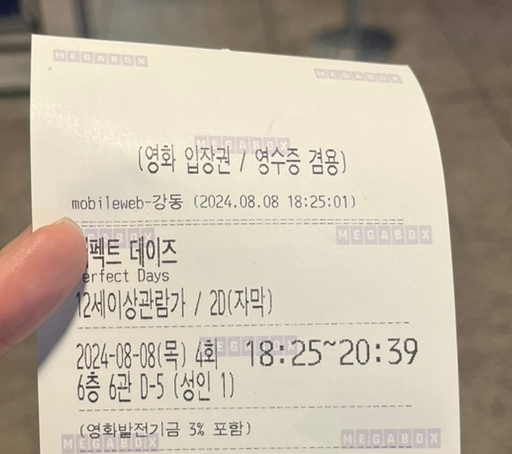 MEGABOX MEGABOX
MEGABOX
(영화 입장권 / 영수증 겸용)
mobileweb-강동 (2024.08.08 18:25:01)
MEGABOX
펙트 데이즈
erfect Days
12세이상관람가 / 2D(자막)
2024-08-08(목) 4회 18:25~20:39
6층 6관 D-5 (성인 1)
(영화발전기금 3% 포함)
MEGABOX MEGABOX